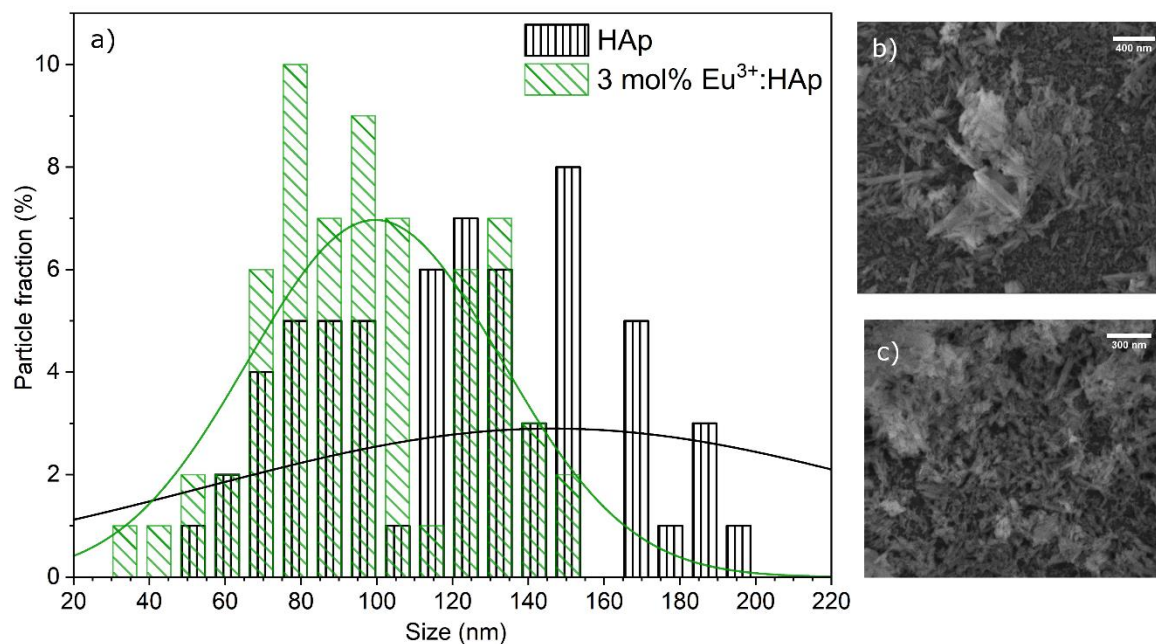 a)
HAp
3 mol% Eu³⁺:HAp
10
8
6
4
2
0
Particle fraction (%)
20 40 60 80 100 120 140 160 180 200 220
Size (nm)
b)
400 nm
c)
300 nm